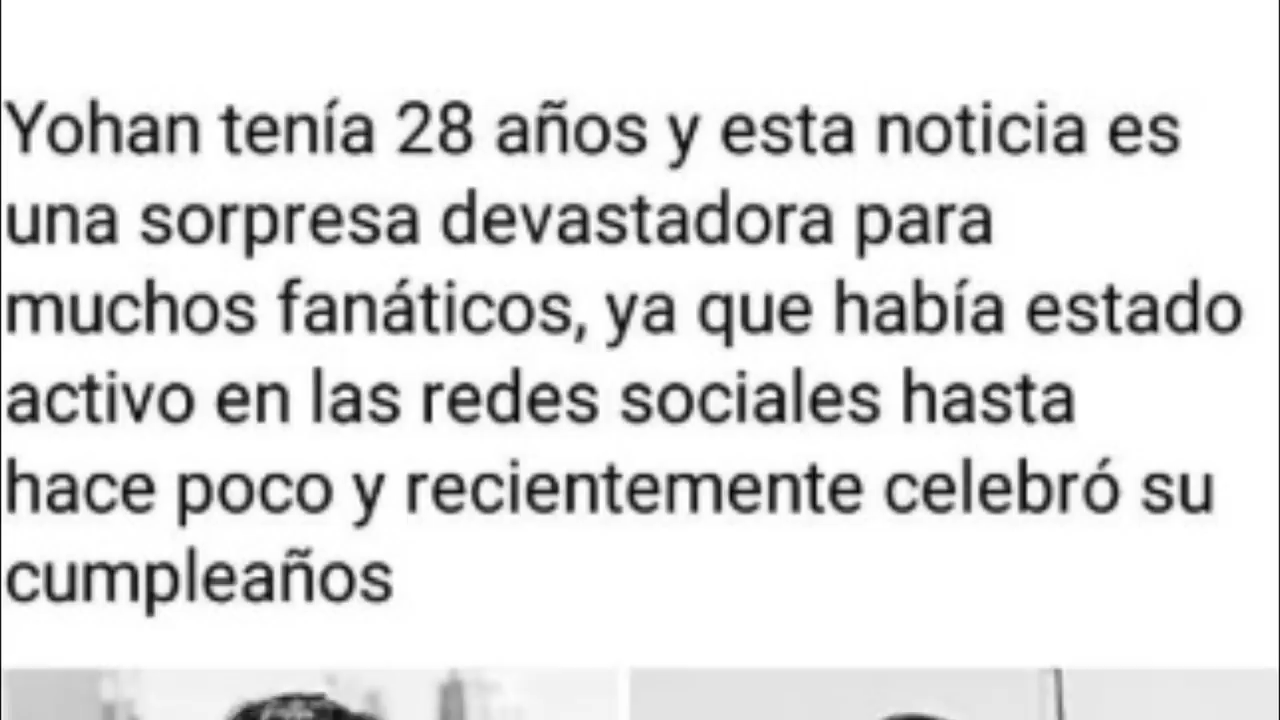 Yohan tenía 28 años y esta noticia es
una sorpresa devastadora para
muchos fanáticos, ya que había estado
activo en las redes sociales hasta
hace poco y recientemente celebró su
cumpleaños